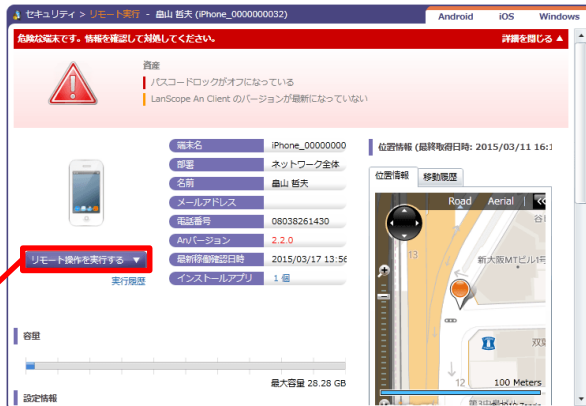 セキュリティ > リモート実行 - 畠山 哲夫 (iPhone_0000000032)
Android iOS Windows
危険な端末です。情報を確認して対処してください。
詳細を閉じる ▲
資産
パスコードロックがオフになっている
LanScope An Client のバージョンが最新になっていない
端末名 iPhone_00000000
部署 ネットワーク全体
名前 畠山 哲夫
メールアドレス
電話番号 08038261430
Anバージョン 2.2.0
最新稼働確認日時 2015/03/17 13:56
インストールアプリ 1 個
リモート操作を実行する ▼
実行履歴
容量
最大容量 28.28 GB
設定情報
位置情報 (最終取得日時: 2015/03/11 16:1
位置情報 移動履歴
Road Aerial
13
新大阪MTビル1号
12
100 Meters